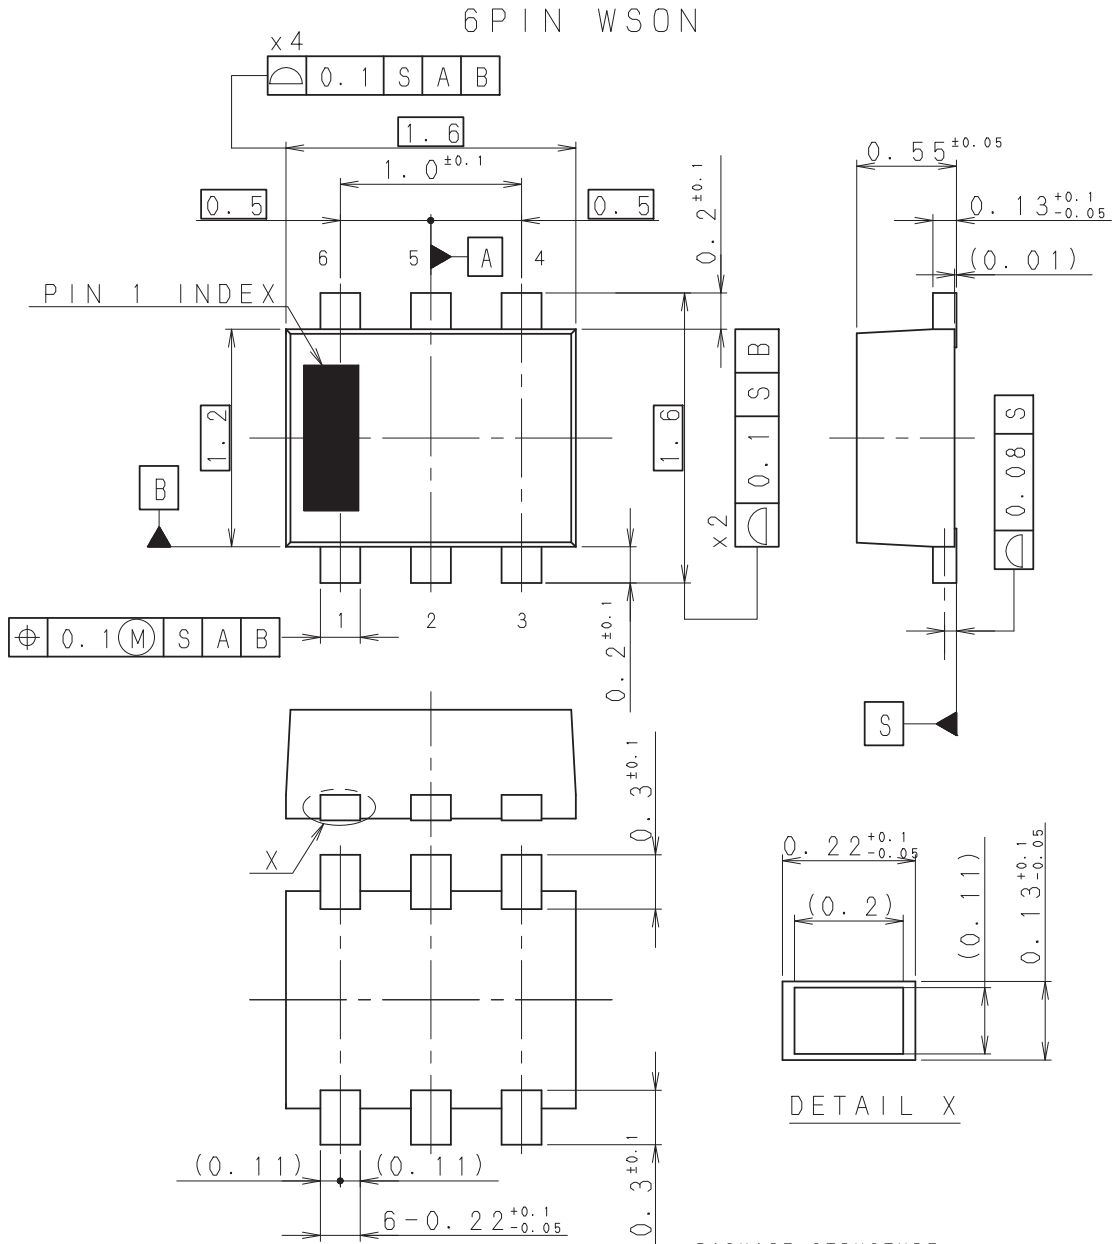 6PIN WSON
x4
0.1 S A B
1.6
1.0±0.1
0.5
0.5
0.2±0.1
0.55±0.05
0.13+0.1-0.05
(0.01)
6 5 4
A
PIN 1 INDEX
1.2
B
1.6
x2 0.1 S B
0.08 S
1 2 3
0.1 M S A B
0.2±0.1
S
X
0.3±0.1
0.22+0.1-0.05
(0.2)
(0.11)
0.13+0.1-0.05
DETAIL X
(0.11) (0.11)
6-0.22+0.1-0.05
0.3±0.1